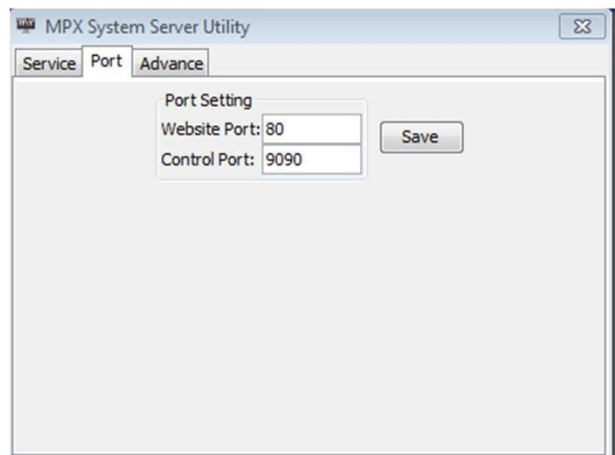 MPX System Server Utility
Service Port Advance
Port Setting
Website Port: 80
Save
Control Port: 9090